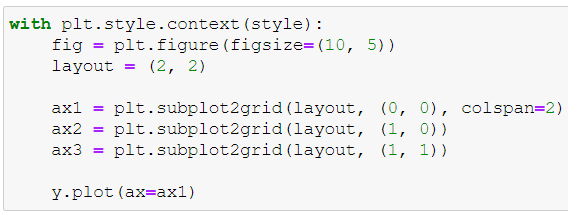 with plt.style.context(style):
    fig = plt.figure(figsize=(10, 5))
    layout = (2, 2)

    ax1 = plt.subplot2grid(layout, (0, 0), colspan=2)
    ax2 = plt.subplot2grid(layout, (1, 0))
    ax3 = plt.subplot2grid(layout, (1, 1))

    y.plot(ax=ax1)